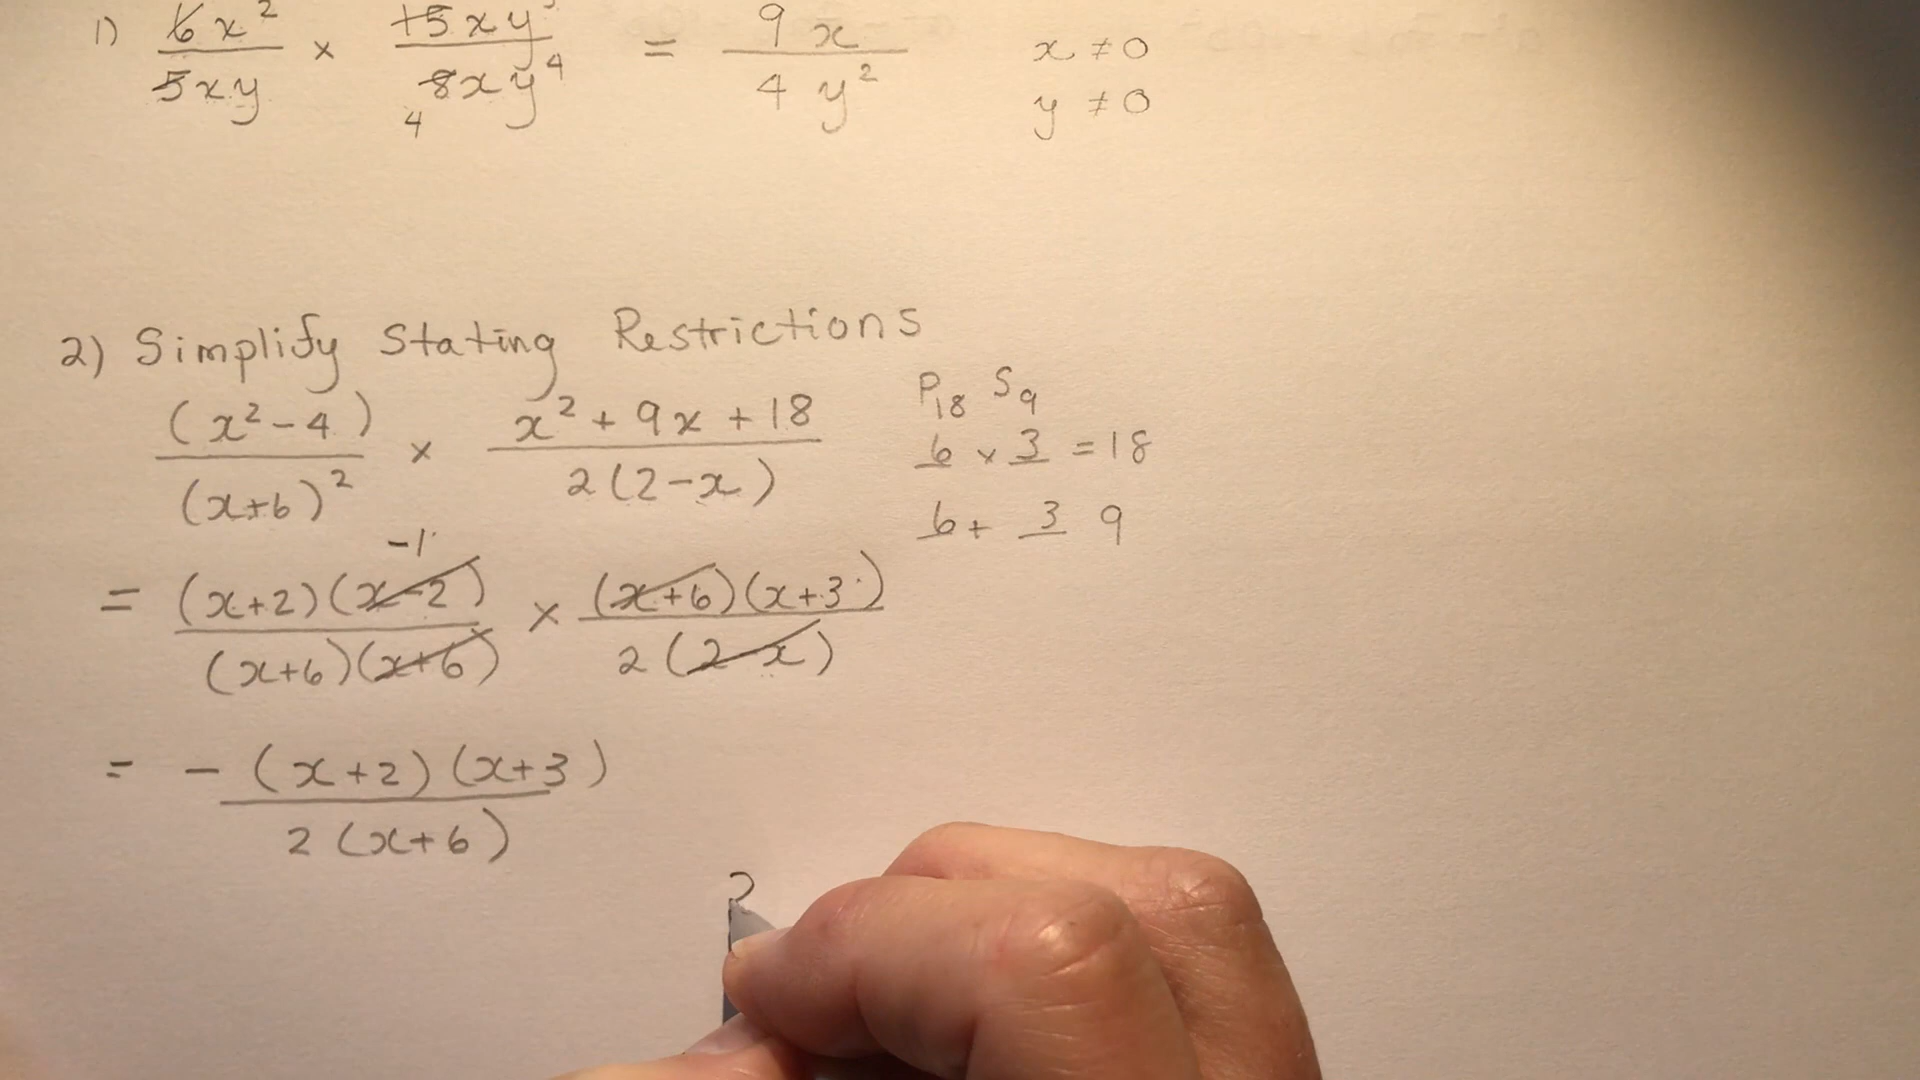 1) 6x² / 5xy × 15xy / 8xy⁴ = 9x / 4y² x ≠ 0
4 y ≠ 0
2) Simplify Stating Restrictions
(x²-4) / (x+6)² × x²+9x+18 / 2(2-x) P18 S9
6 × 3 = 18
6 + 3 9
-1
= (x+2)(x-2) / (x+6)(x+6) × (x+6)(x+3) / 2(2-x)
= - (x+2)(x+3) / 2(x+6)